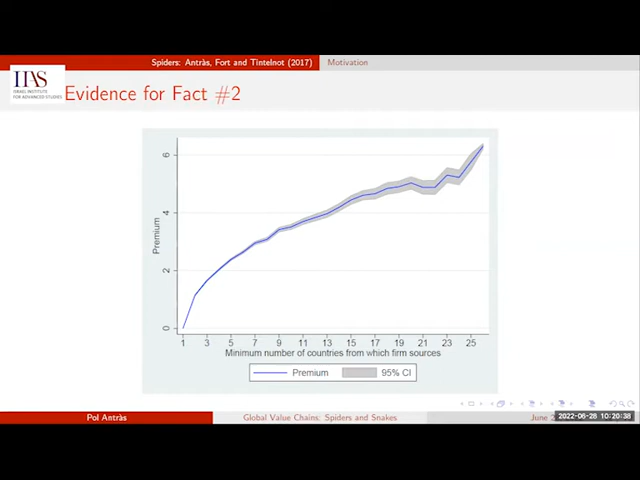 Spiders: Antràs, Fort and Tintelnot (2017) Motivation
IIAS
ISRAEL INSTITUTE
FOR ADVANCED STUDIES
Evidence for Fact #2
Premium
6
4
2
0
1 3 5 7 9 11 13 15 17 19 21 23 25
Minimum number of countries from which firm sources
Premium 95% CI
Pol Antràs Global Value Chains: Spiders and Snakes June 2
2022-06-28 10:20:38